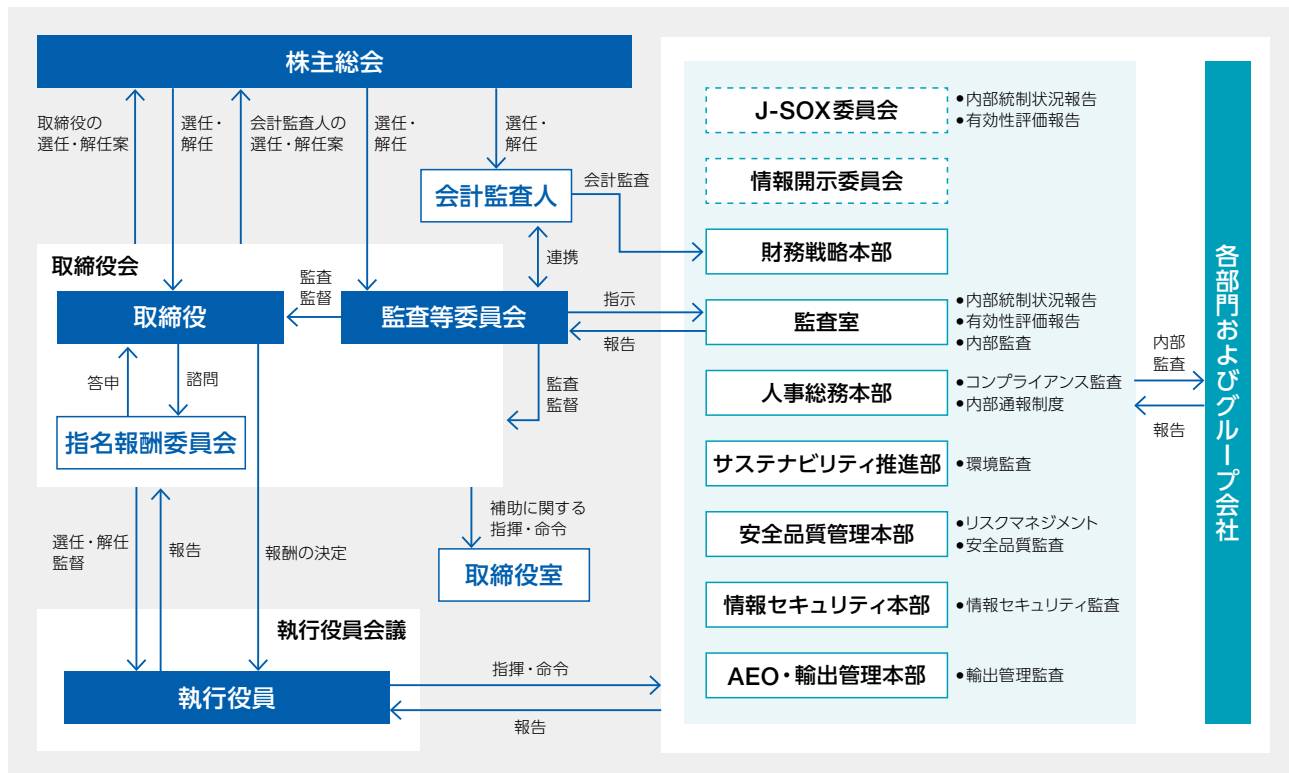 株主総会
取締役の
選任・解任案
選任・
解任
会計監査人の
選任・解任案
選任・
解任
選任・
解任
会計監査人
会計監査
連携
取締役会
取締役
監査
監督
監査等委員会
指示
報告
答申
諮問
監査
監督
指名報酬委員会
選任・解任
監督
報告
報酬の決定
補助に関する
指揮・命令
取締役室
執行役員会議
執行役員
指揮・命令
報告
J-SOX委員会
●内部統制状況報告
●有効性評価報告
情報開示委員会
財務戦略本部
監査室
●内部統制状況報告
●有効性評価報告
●内部監査
人事総務本部
●コンプライアンス監査
●内部通報制度
サステナビリティ推進部
●環境監査
安全品質管理本部
●リスクマネジメント
●安全品質監査
情報セキュリティ本部
●情報セキュリティ監査
AEO・輸出管理本部
●輸出管理監査
内部
監査
報告
各部門およびグループ会社